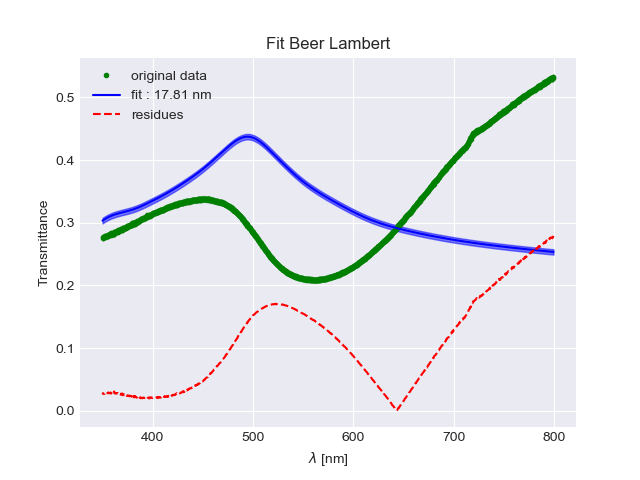 Fit Beer Lambert
original data
fit : 17.81 nm
residues
Transmittance
0.5
0.4
0.3
0.2
0.1
0.0
400
500
600
700
800
λ [nm]